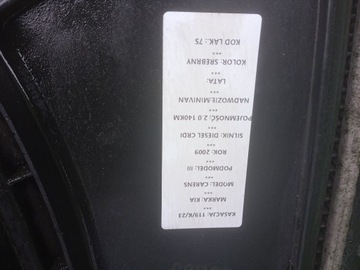 KASACJA: 119/K/23
***
MARKA: KIA
***
MODEL: CARENS
***
PODMODEL: III
***
ROK: 2009
***
SILNIK: DIESEL CRDI
***
POJEMNOŚĆ: 2.0 140KM
***
NADWOZIE:MINIVAN
***
LATA:
***
KOLOR: SREBRNY
***
KOD LAK.: 7S